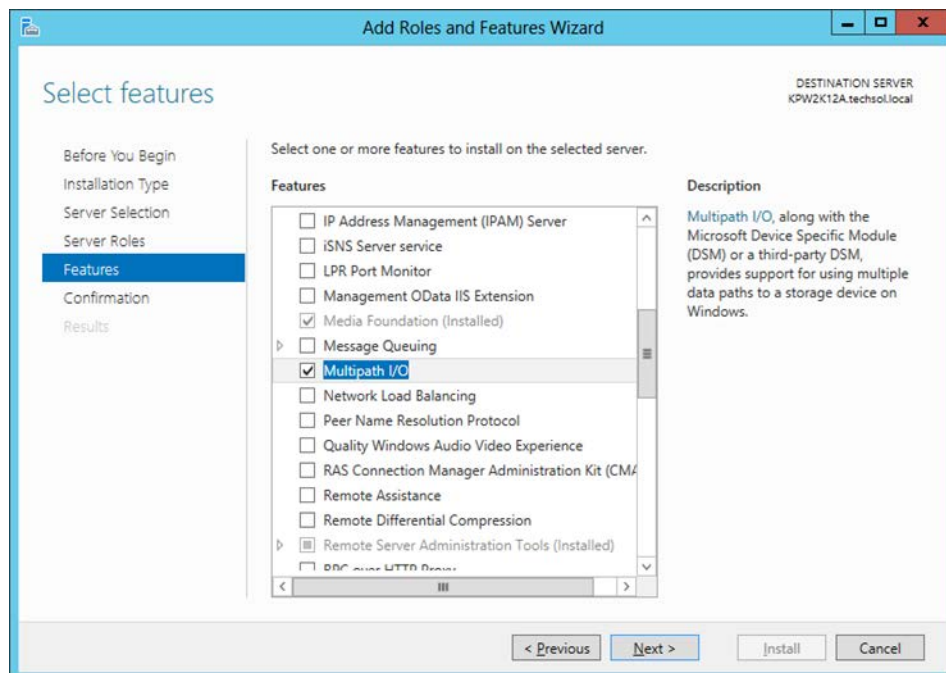 Add Roles and Features Wizard
Select features
DESTINATION SERVER
KPW2K12A.techsol.local
Before You Begin
Installation Type
Server Selection
Server Roles
Features
Confirmation
Results
Select one or more features to install on the selected server.
Features
IP Address Management (IPAM) Server
iSNS Server service
LPR Port Monitor
Management OData IIS Extension
Media Foundation (Installed)
Message Queuing
Multipath I/O
Network Load Balancing
Peer Name Resolution Protocol
Quality Windows Audio Video Experience
RAS Connection Manager Administration Kit (CMA
Remote Assistance
Remote Differential Compression
Remote Server Administration Tools (Installed)
RPC over HTTP Proxy
Description
Multipath I/O, along with the
Microsoft Device Specific Module
(DSM) or a third-party DSM,
provides support for using multiple
data paths to a storage device on
Windows.
< Previous
Next >
Install
Cancel